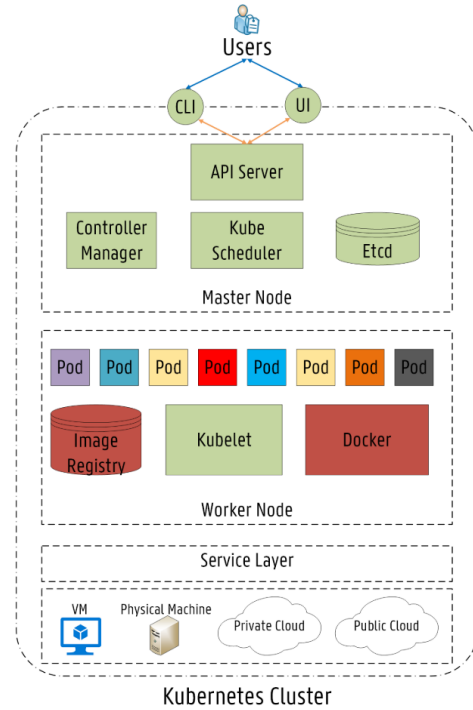 Users
CLI
UI
API Server
Controller
Manager
Kube
Scheduler
Etcd
Master Node
Pod Pod Pod Pod Pod Pod Pod Pod
Image
Registry
Kubelet
Docker
Worker Node
Service Layer
VM
Physical Machine
Private Cloud
Public Cloud
Kubernetes Cluster